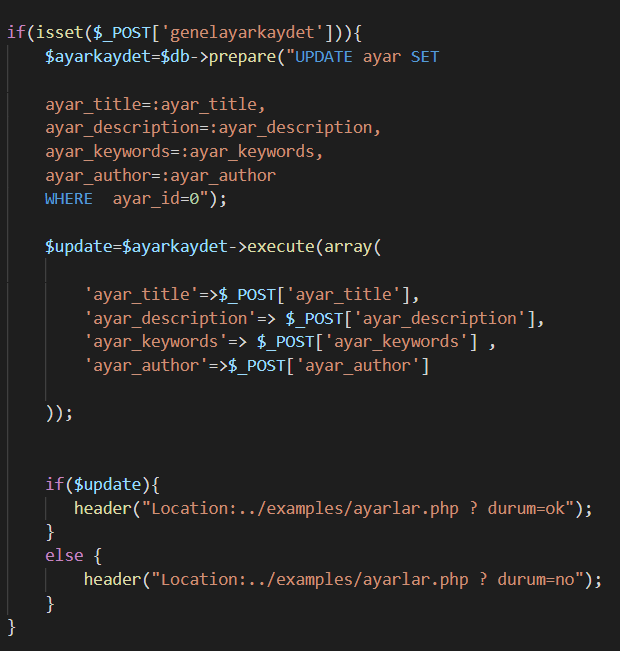 if(isset($_POST['genelayarkaydet'])){
$ayarkaydet=$db->prepare("UPDATE ayar SET
ayar_title=:ayar_title,
ayar_description=:ayar_description,
ayar_keywords=:ayar_keywords,
ayar_author=:ayar_author
WHERE  ayar_id=0");
$update=$ayarkaydet->execute(array(
'ayar_title'=>$_POST['ayar_title'],
'ayar_description'=> $_POST['ayar_description'],
'ayar_keywords'=> $_POST['ayar_keywords'] ,
'ayar_author'=>$_POST['ayar_author']
));
if($update){
header("Location:../examples/ayarlar.php ? durum=ok");
}
else {
header("Location:../examples/ayarlar.php ? durum=no");
}
}